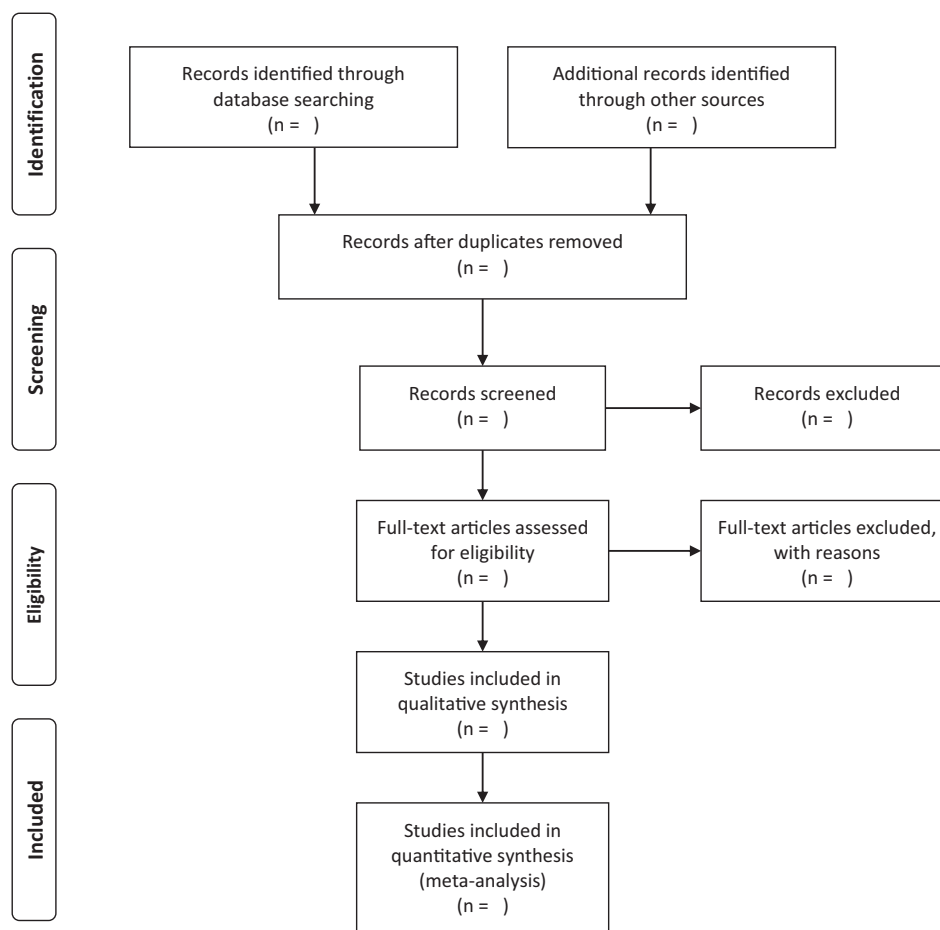 Identification
Records identified through
database searching
(n =   )
Additional records identified
through other sources
(n =   )
Records after duplicates removed
(n =   )
Screening
Records screened
(n =   )
Records excluded
(n =   )
Eligibility
Full-text articles assessed
for eligibility
(n =   )
Full-text articles excluded,
with reasons
(n =   )
Studies included in
qualitative synthesis
(n =   )
Included
Studies included in
quantitative synthesis
(meta-analysis)
(n =   )